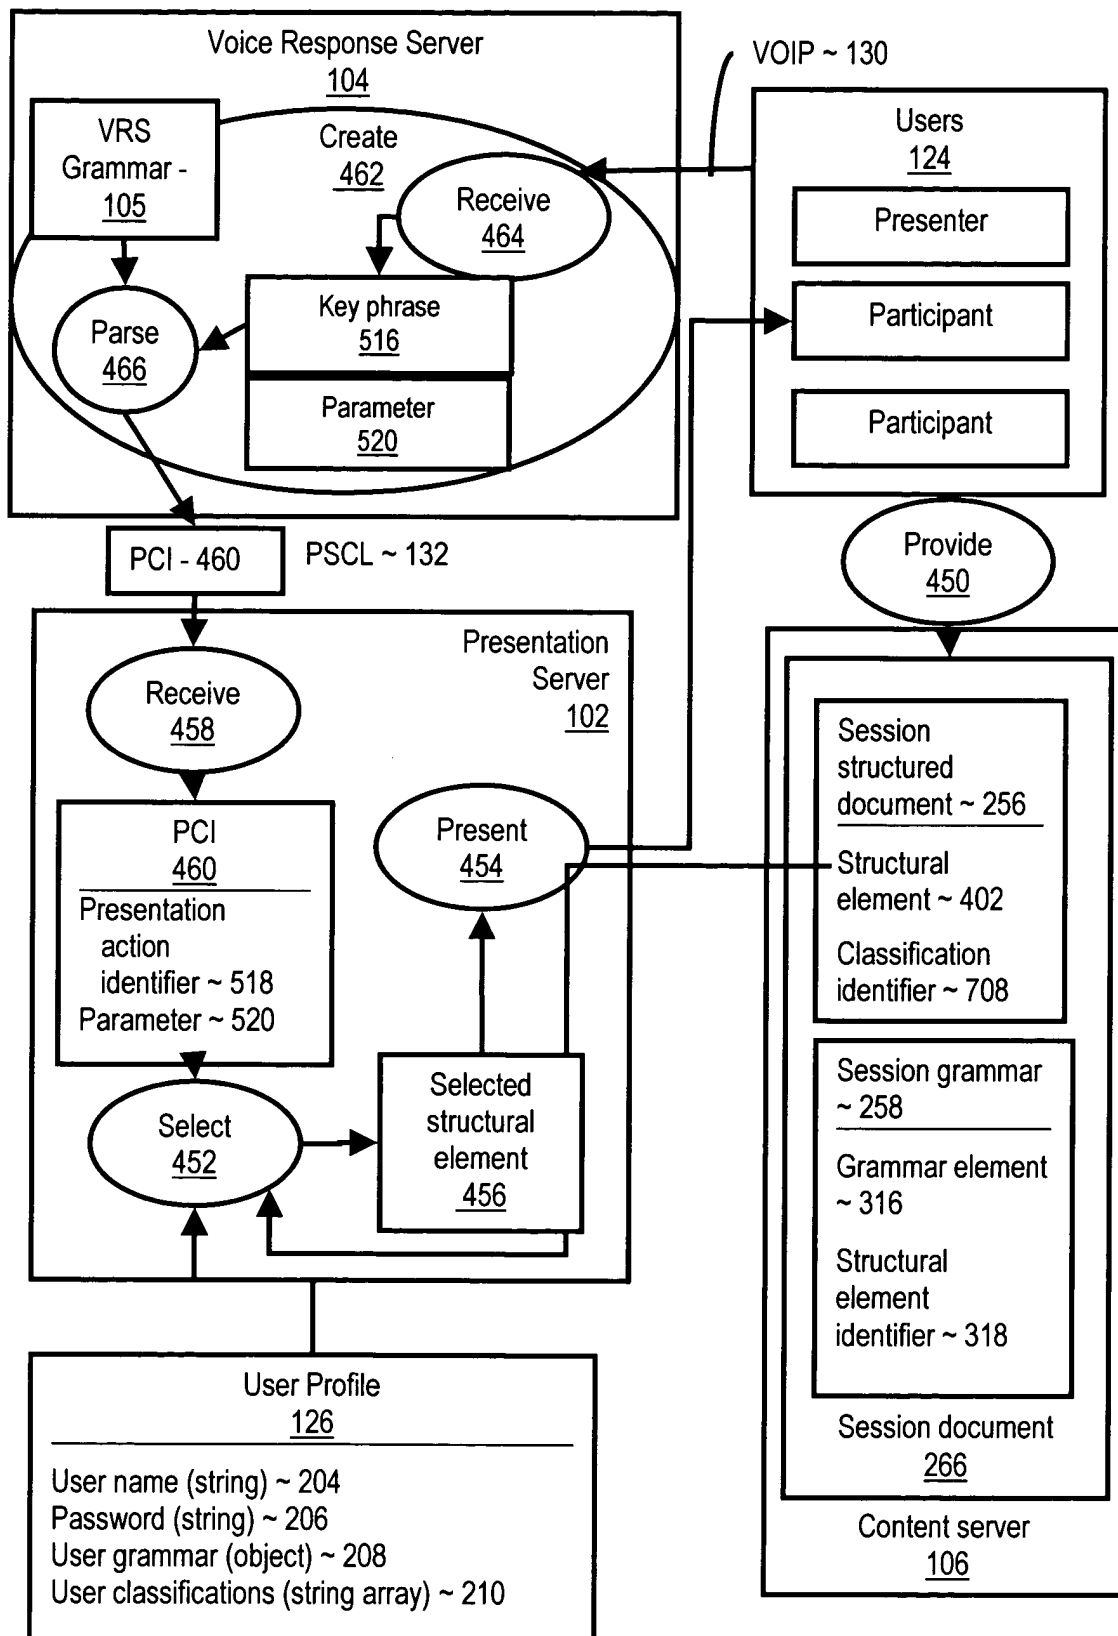 Voice Response Server
104
VRS
Grammar -
105
Create
462
Receive
464
Key phrase
516
Parse
466
Parameter
520
VOIP ~ 130
Users
124
Presenter
Participant
Participant
PCI - 460
PSCL ~ 132
Provide
450
Presentation
Server
102
Receive
458
PCI
460
Presentation
action
identifier ~ 518
Parameter ~ 520
Present
454
Select
452
Selected
structural
element
456
Session
structured
document ~ 256
Structural
element ~ 402
Classification
identifier ~ 708
Session grammar
~ 258
Grammar element
~ 316
Structural
element
identifier ~ 318
Session document
266
Content server
106
User Profile
126
User name (string) ~ 204
Password (string) ~ 206
User grammar (object) ~ 208
User classifications (string array) ~ 210